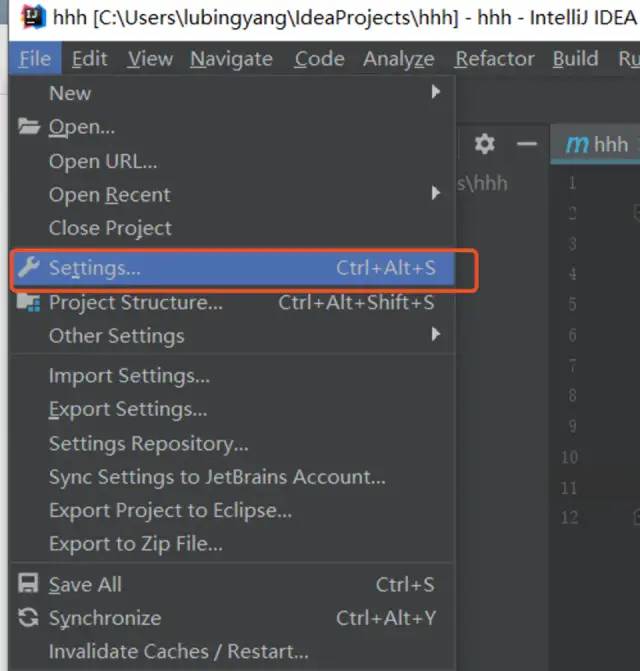 hhh [C:\Users\lubingyang\IdeaProjects\hhh] - hhh - IntelliJ IDEA
File Edit View Navigate Code Analyze Refactor Build Ru
New
Open...
Open URL...
Open Recent
Close Project
Settings... Ctrl+Alt+S
Project Structure... Ctrl+Alt+Shift+S
Other Settings
Import Settings...
Export Settings...
Settings Repository...
Sync Settings to JetBrains Account...
Export Project to Eclipse...
Export to Zip File...
Save All Ctrl+S
Synchronize Ctrl+Alt+Y
Invalidate Caches / Restart...
s\hhh
m hhh
1
2
3
4
5
6
7
8
9
10
11
12